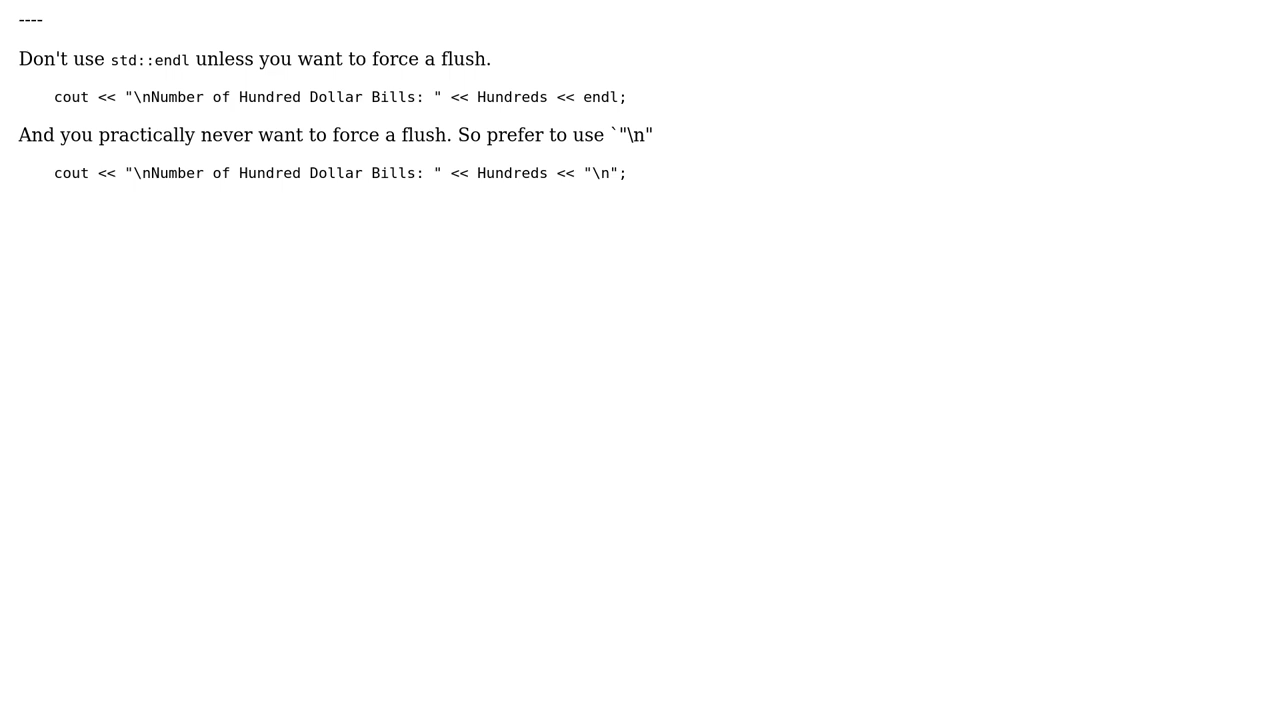 ----
Don't use std::endl unless you want to force a flush.
cout << "\nNumber of Hundred Dollar Bills: " << Hundreds << endl;
And you practically never want to force a flush. So prefer to use `"\n"
cout << "\nNumber of Hundred Dollar Bills: " << Hundreds << "\n";